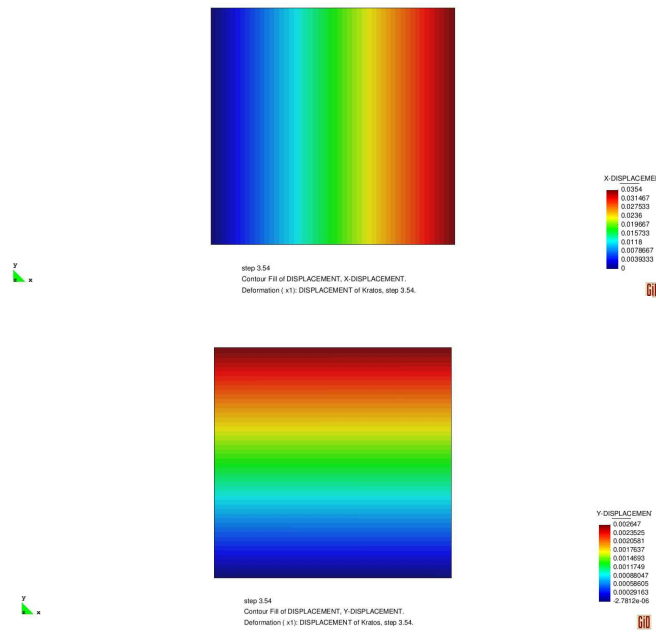 X-DISPLACEME
0.0354
0.031467
0.027533
0.0236
0.019667
0.015733
0.0118
0.0078667
0.0039333
0
y
x
step 3.54
Contour Fill of DISPLACEMENT, X-DISPLACEMENT.
Deformation ( x1): DISPLACEMENT of Kratos, step 3.54.
GiD
Y-DISPLACEMEN
0.002647
0.0023525
0.0020581
0.0017637
0.0014693
0.0011749
0.00088047
0.00058605
0.00029163
-2.7812e-06
y
x
step 3.54
Contour Fill of DISPLACEMENT, Y-DISPLACEMENT.
Deformation ( x1): DISPLACEMENT of Kratos, step 3.54.
GiD